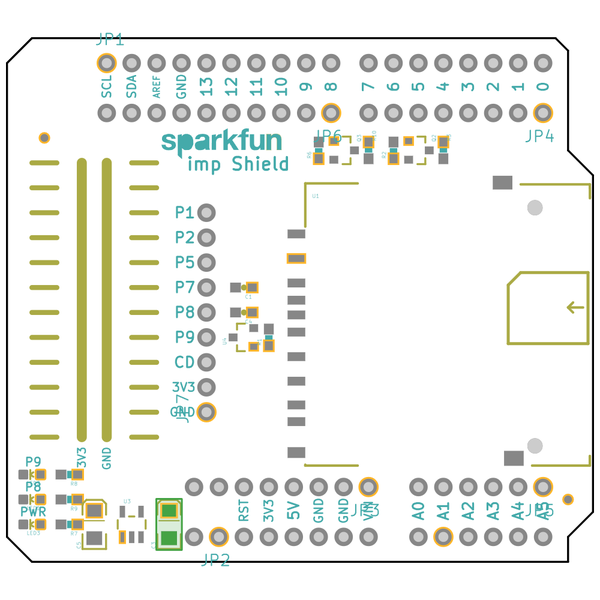 JP1
SCL SDA AREF GND 13 12 11 10 9 8 7 6 5 4 3 2 1 0
sparkfun
JP6
JP4
imp Shield
U1
P1
P2
P5
P7
P8
P9
CD
3V3
GND
JP7
C1
3V3 GND
P9
P8
PWR
U3
RST 3V3 5V GND GND VIN A0 A1 A2 A3 A4 A5
JP3
JP5
JP2